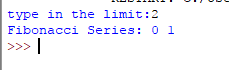 type in the limit:2
Fibonacci Series: 0 1
>>>